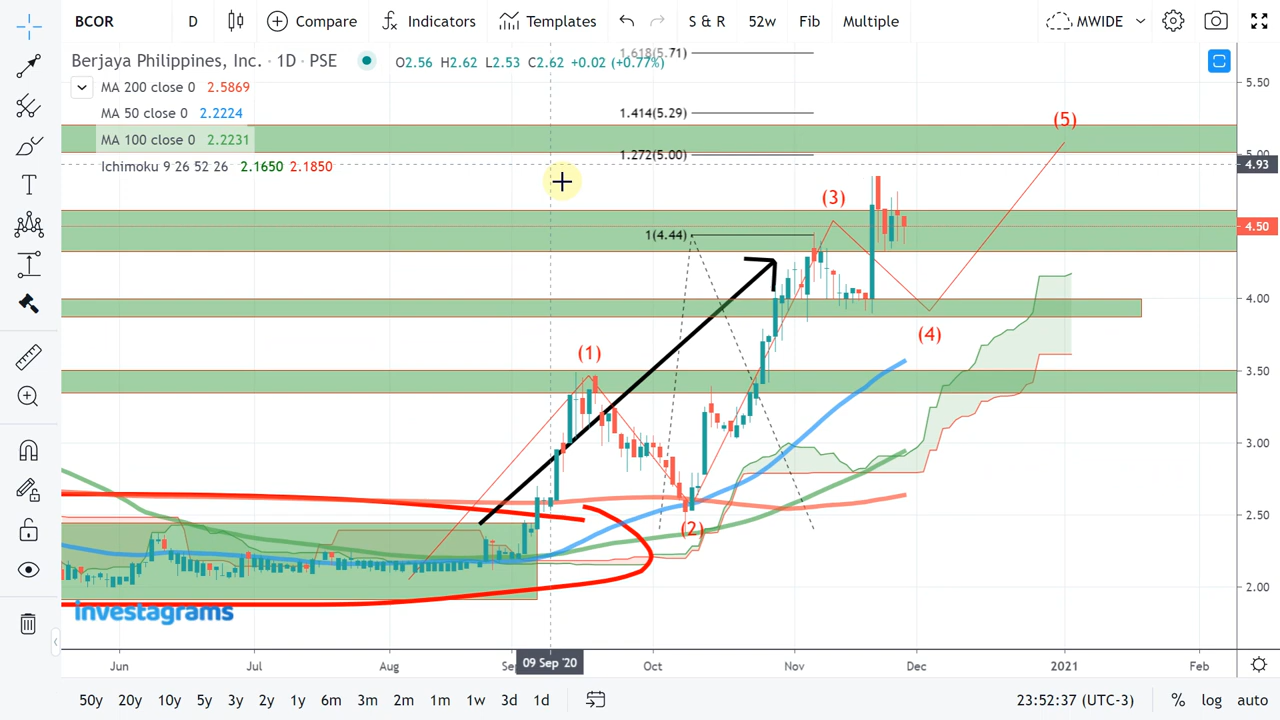 BCOR D Compare Indicators Templates S & R 52w Fib Multiple MWIDE
Berjaya Philippines, Inc. · 1D · PSE O2.56 H2.62 L2.53 C2.62 +0.02 (+0.77%)
MA 200 close 0 2.5869
MA 50 close 0 2.2224
MA 100 close 0 2.2231
Ichimoku 9 26 52 26 2.1650 2.1850
1.618(5.71)
1.414(5.29)
1.272(5.00)
1(4.44)
(1)
(2)
(3)
(4)
(5)
5.50
5.00
4.93
4.50
4.00
3.50
3.00
2.50
2.00
Investagrams
Jun Jul Aug Sep 09 Sep '20 Oct Nov Dec 2021 Feb
50y 20y 10y 5y 3y 2y 1y 6m 3m 2m 1m 1w 3d 1d 23:52:37 (UTC-3) % log auto